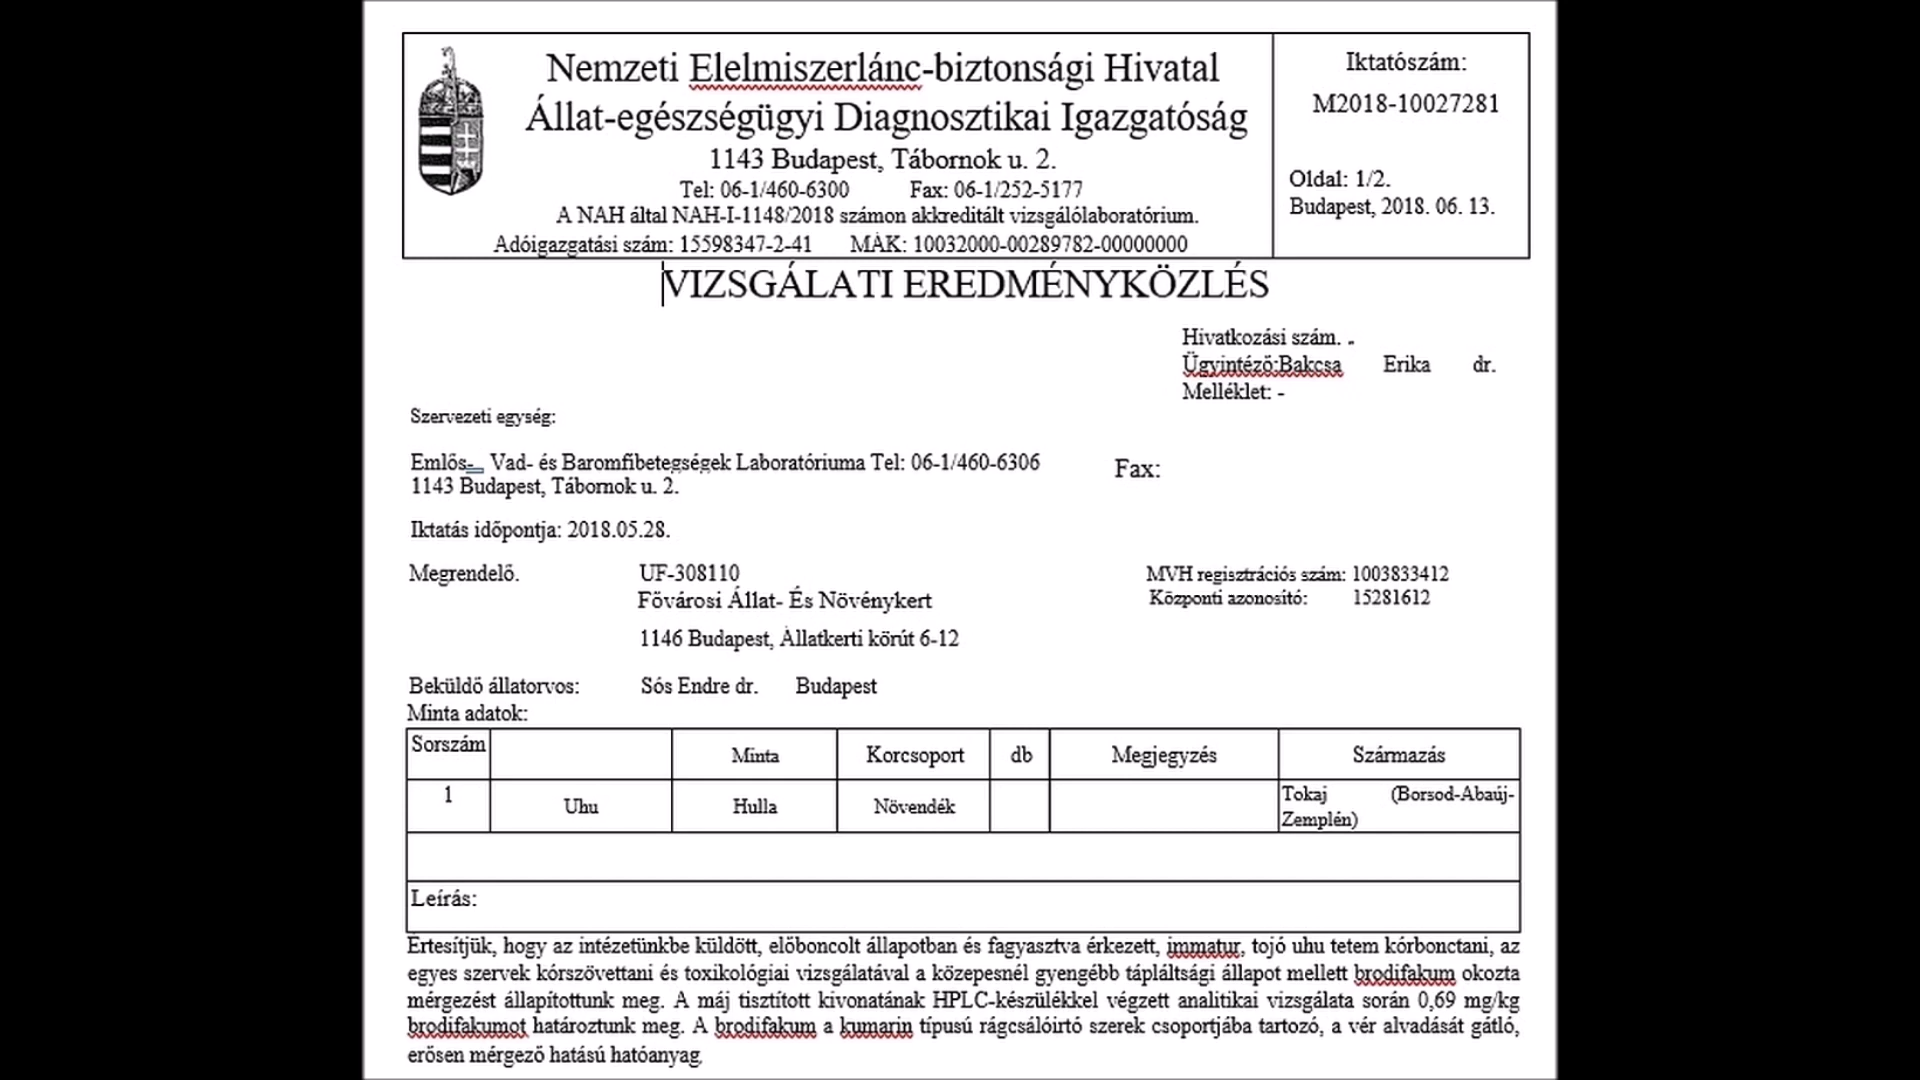 Nemzeti Elelmiszerlánc-biztonsági Hivatal
Állat-egészségügyi Diagnosztikai Igazgatóság
1143 Budapest, Tábornok u. 2.
Tel: 06-1/460-6300 Fax: 06-1/252-5177
A NAH által NAH-I-1148/2018 számon akkreditált vizsgálólaboratórium.
Adóigazgatási szám: 15598347-2-41 MÁK: 10032000-00289782-00000000
Iktatószám:
M2018-10027281
Oldal: 1/2.
Budapest, 2018. 06. 13.
VIZSGÁLATI EREDMÉNYKÖZLÉS
Hivatkozási szám. -
Ügyintéző:Bakcsa Erika dr.
Melléklet: -
Szervezeti egység:
Emlős- Vad- és Baromfibetegségek Laboratóriuma Tel: 06-1/460-6306 Fax:
1143 Budapest, Tábornok u. 2.
Iktatás időpontja: 2018.05.28.
Megrendelő. UF-308110 MVH regisztrációs szám: 1003833412
Fővárosi Állat- És Növénykert Központi azonosító: 15281612
1146 Budapest, Állatkerti körút 6-12
Beküldő állatorvos: Sós Endre dr. Budapest
Minta adatok:
Sorszám Minta Korcsoport db Megjegyzés Származás
1 Uhu Hulla Növendék Tokaj (Borsod-Abaúj-
Zemplén)
Leírás:
Értesítjük, hogy az intézetünkbe küldött, előboncolt állapotban és fagyasztva érkezett, immatur, tojó uhu tetem kórbonctani, az
egyes szervek kórszövettani és toxikológiai vizsgálatával a közepesnél gyengébb tápláltsági állapot mellett brodifakum okozta
mérgezést állapítottunk meg. A máj tisztított kivonatának HPLC-készülékkel végzett analitikai vizsgálata során 0,69 mg/kg
brodifakumot határoztunk meg. A brodifakum a kumarin típusú rágcsálóirtó szerek csoportjába tartozó, a vér alvadását gátló,
erősen mérgező hatású hatóanyag.